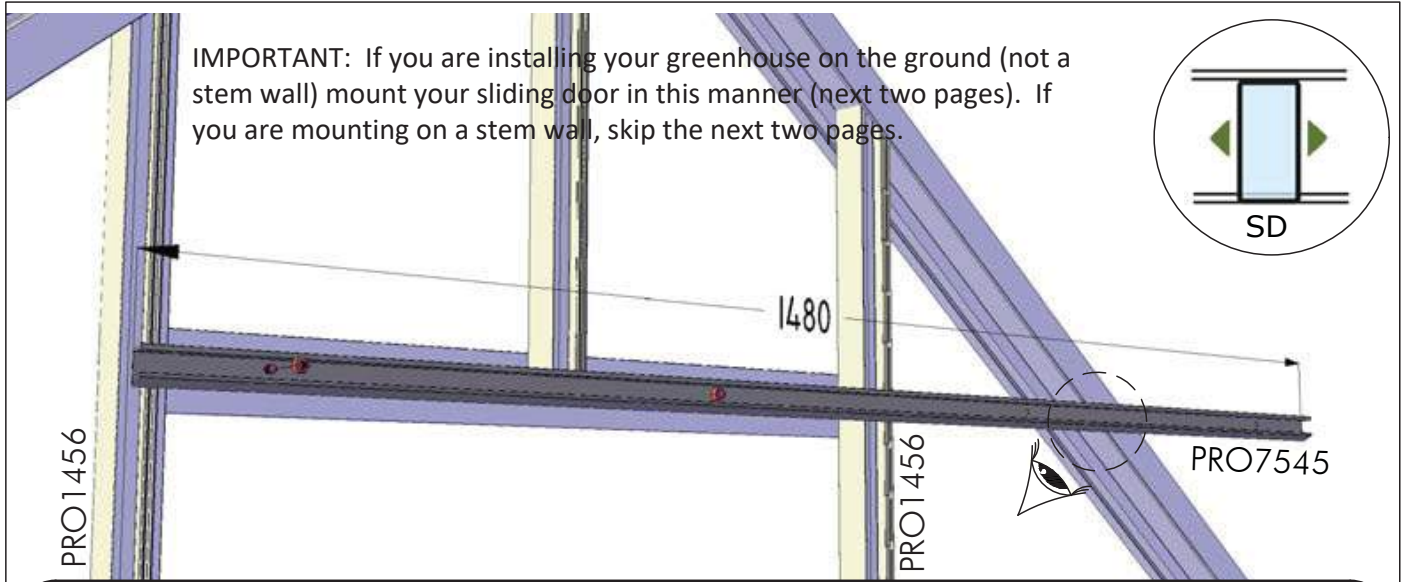 IMPORTANT: If you are installing your greenhouse on the ground (not a
stem wall) mount your sliding door in this manner (next two pages). If
you are mounting on a stem wall, skip the next two pages.
SD
1480
PRO1456
PRO1456
PRO7545